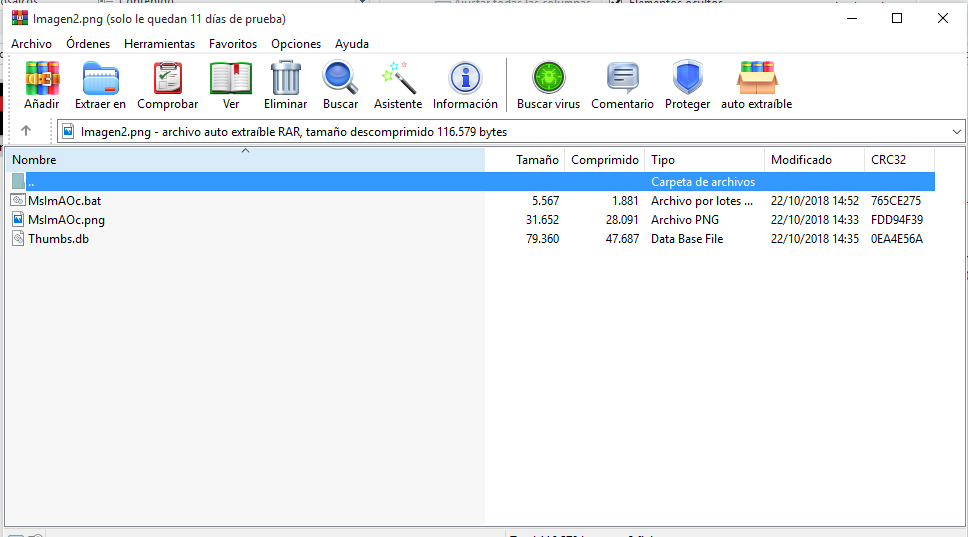 Imagen2.png (solo le quedan 11 días de prueba)
Archivo Órdenes Herramientas Favoritos Opciones Ayuda
Añadir Extraer en Comprobar Ver Eliminar Buscar Asistente Información Buscar virus Comentario Proteger auto extraíble
Imagen2.png - archivo auto extraíble RAR, tamaño descomprimido 116.579 bytes
Nombre Tamaño Comprimido Tipo Modificado CRC32
.. Carpeta de archivos
MslmAOc.bat 5.567 1.881 Archivo por lotes ... 22/10/2018 14:52 765CE275
MslmAOc.png 31.652 28.091 Archivo PNG 22/10/2018 14:33 FDD94F39
Thumbs.db 79.360 47.687 Data Base File 22/10/2018 14:35 0EA4E56A